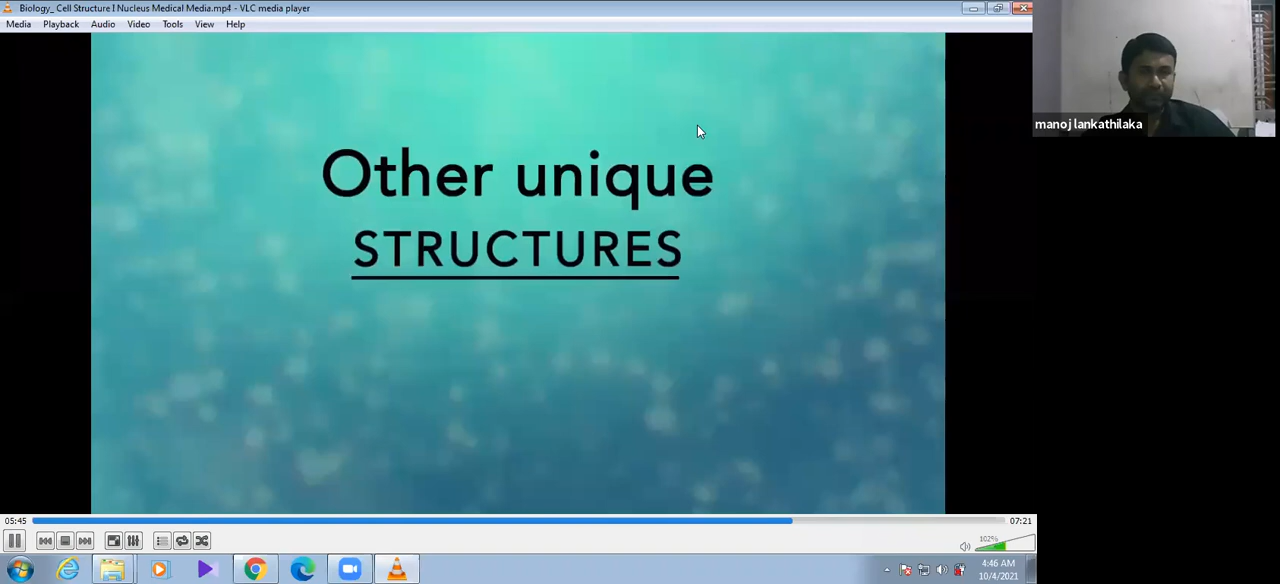 Biology_ Cell Structure I Nucleus Medical Media.mp4 - VLC media player
Media Playback Audio Video Tools View Help
manoj lankathilaka
Other unique
STRUCTURES
05:45
07:21
102%
4:46 AM
10/4/2021